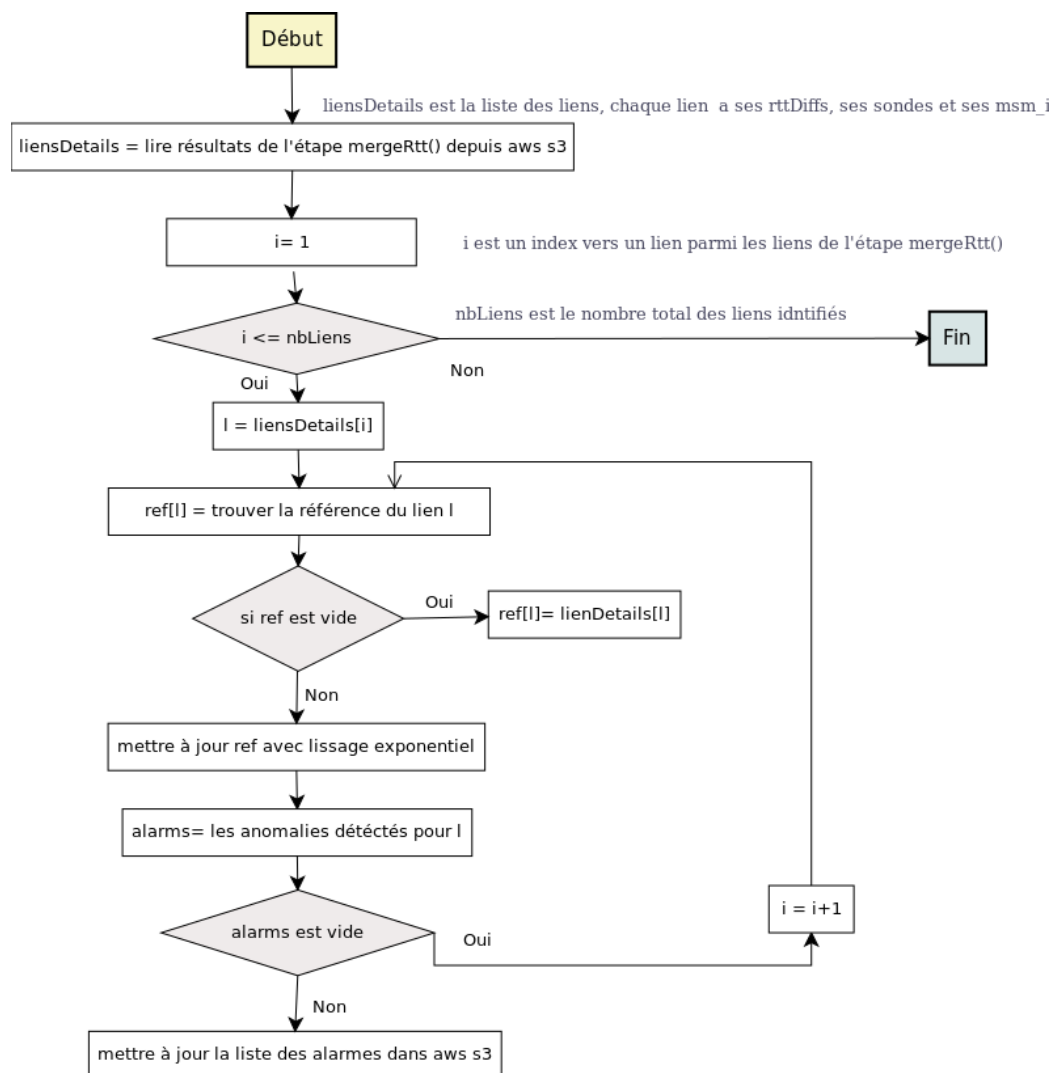 Début
liensDetails est la liste des liens, chaque lien a ses rttDiffs, ses sondes et ses msm_i
liensDetails = lire résultats de l'étape mergeRtt() depuis aws s3
i= 1
i est un index vers un lien parmi les liens de l'étape mergeRtt()
nbLiens est le nombre total des liens idntifiés
i <= nbLiens
Fin
Non
Oui
l = liensDetails[i]
ref[l] = trouver la référence du lien l
si ref est vide
Oui
ref[l]= lienDetails[l]
Non
mettre à jour ref avec lissage exponentiel
alarms= les anomalies détéctés pour l
i = i+1
alarms est vide
Oui
Non
mettre à jour la liste des alarmes dans aws s3